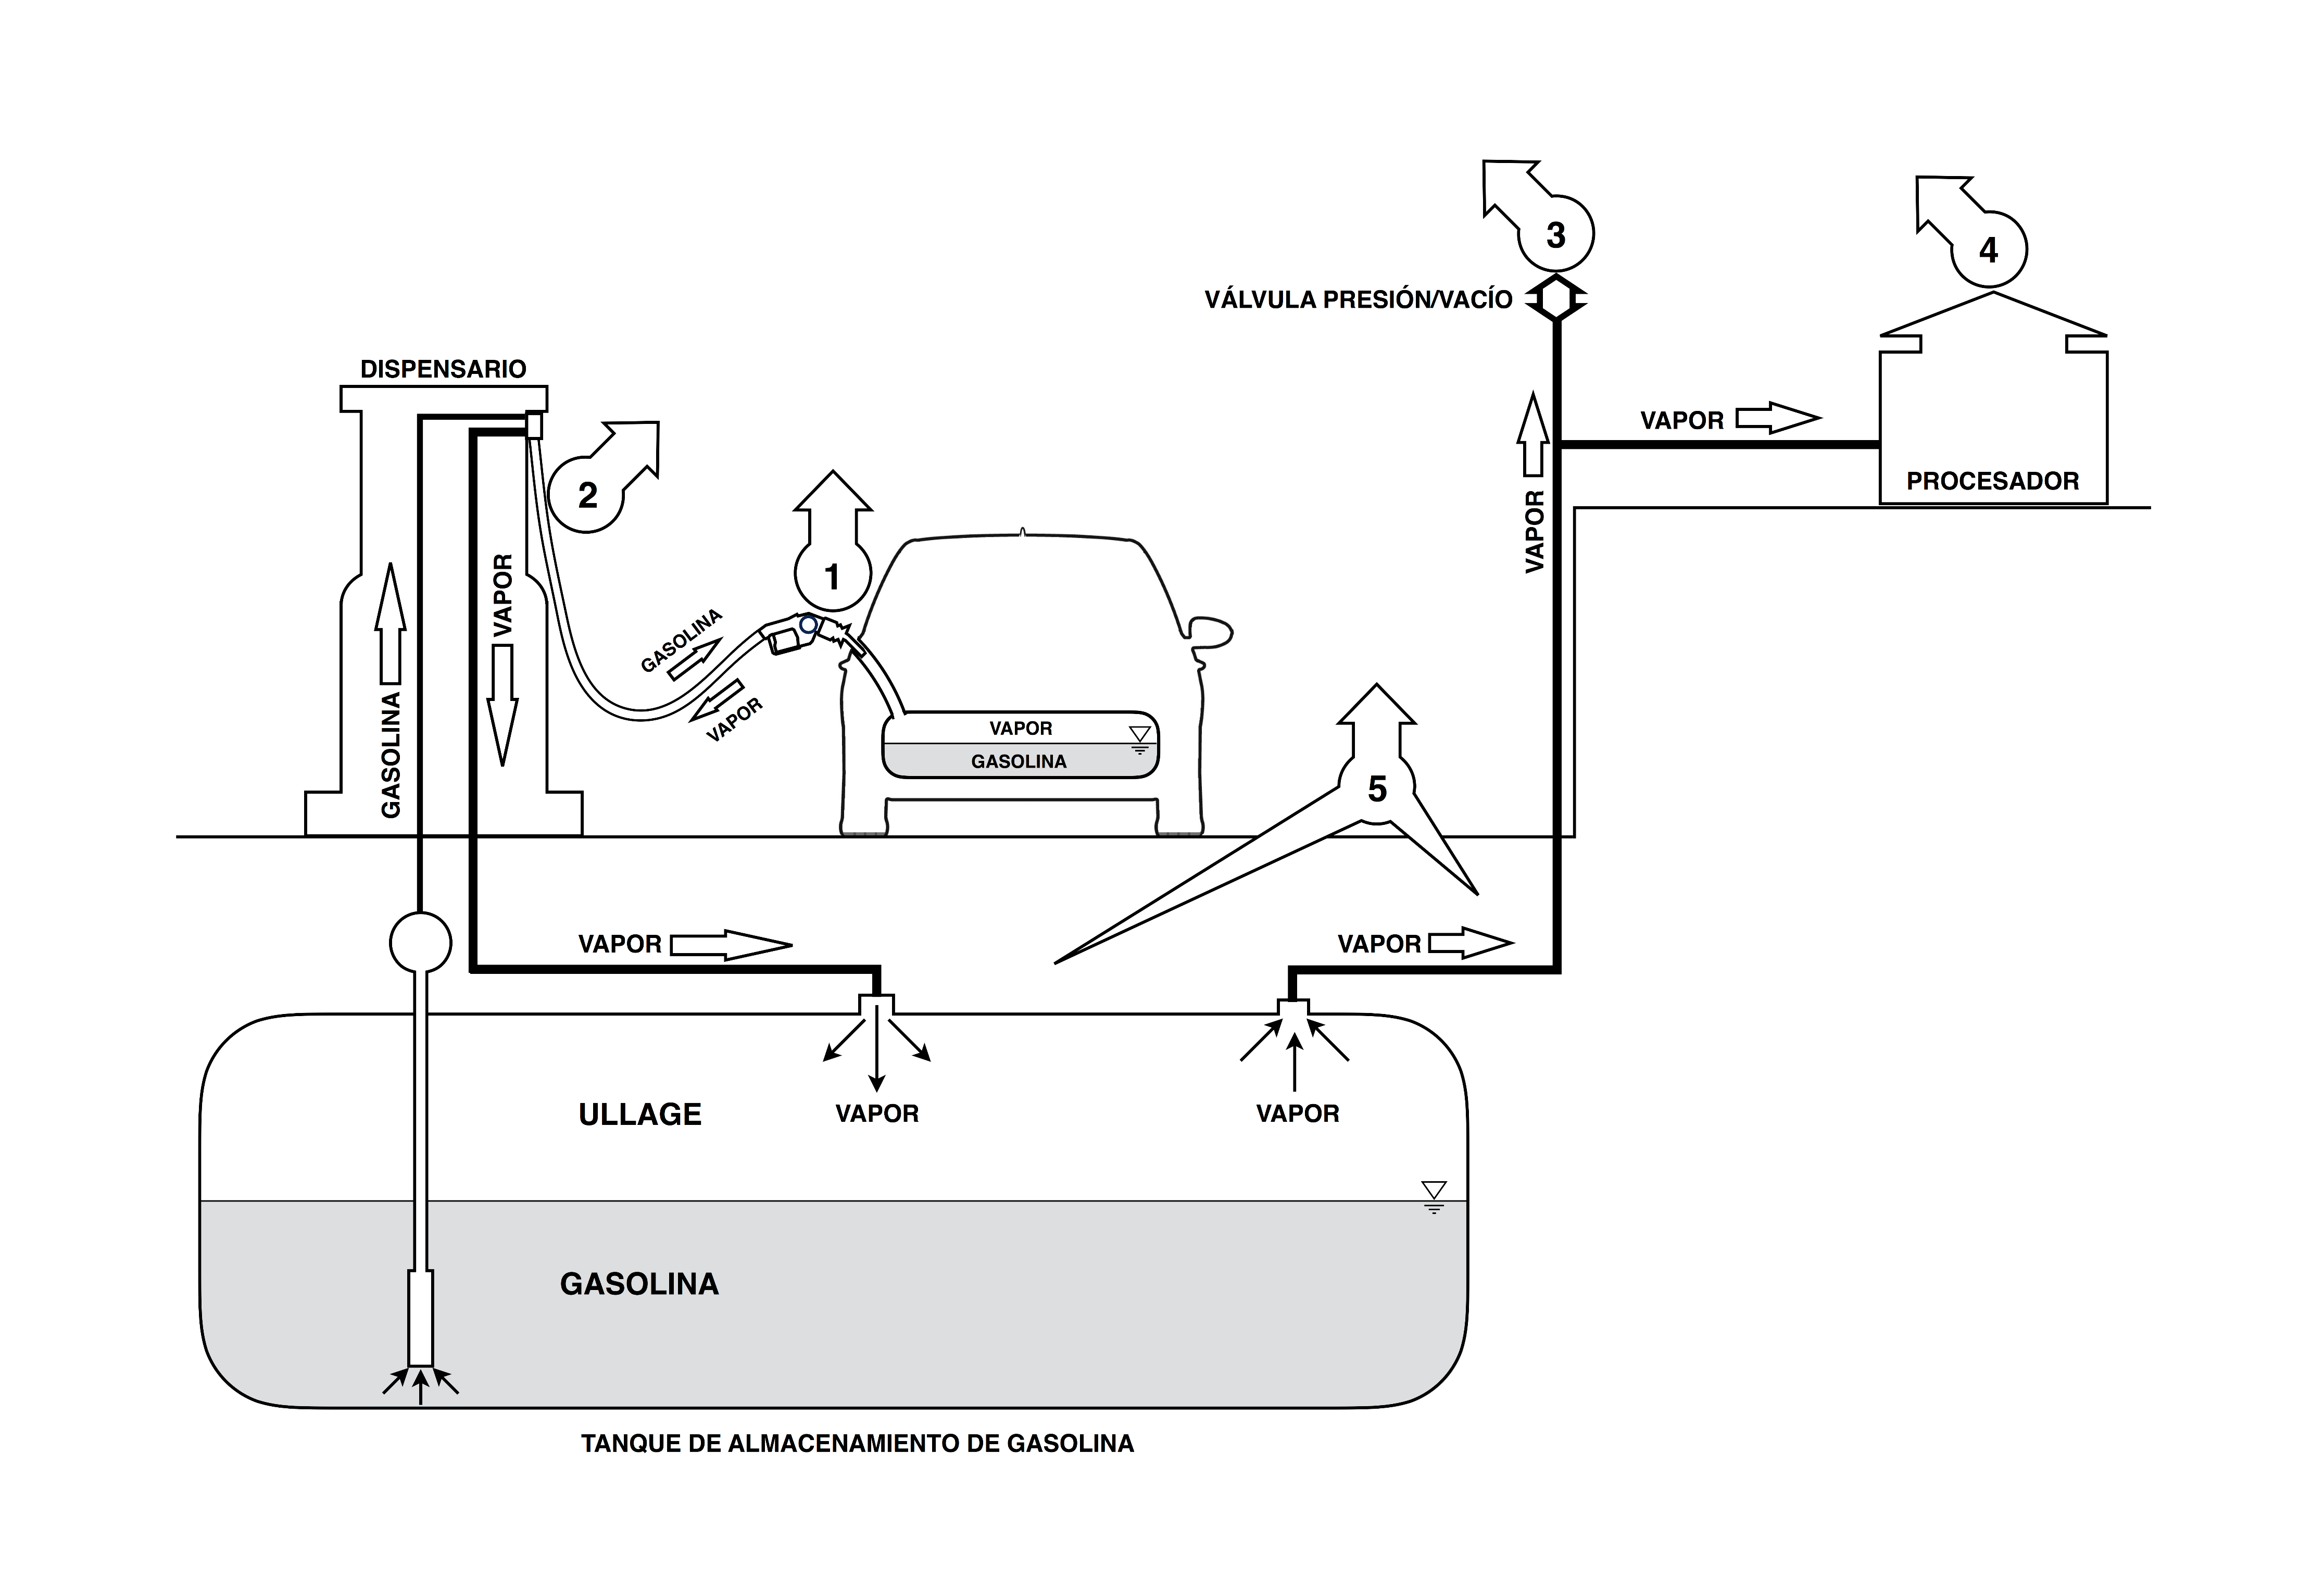 3
4
VÁLVULA PRESIÓN/VACÍO
DISPENSARIO
VAPOR
2
PROCESADOR
1
VAPOR
VAPOR
GASOLINA
VAPOR
GASOLINA
VAPOR
GASOLINA
5
VAPOR
VAPOR
ULLAGE
VAPOR
VAPOR
GASOLINA
TANQUE DE ALMACENAMIENTO DE GASOLINA